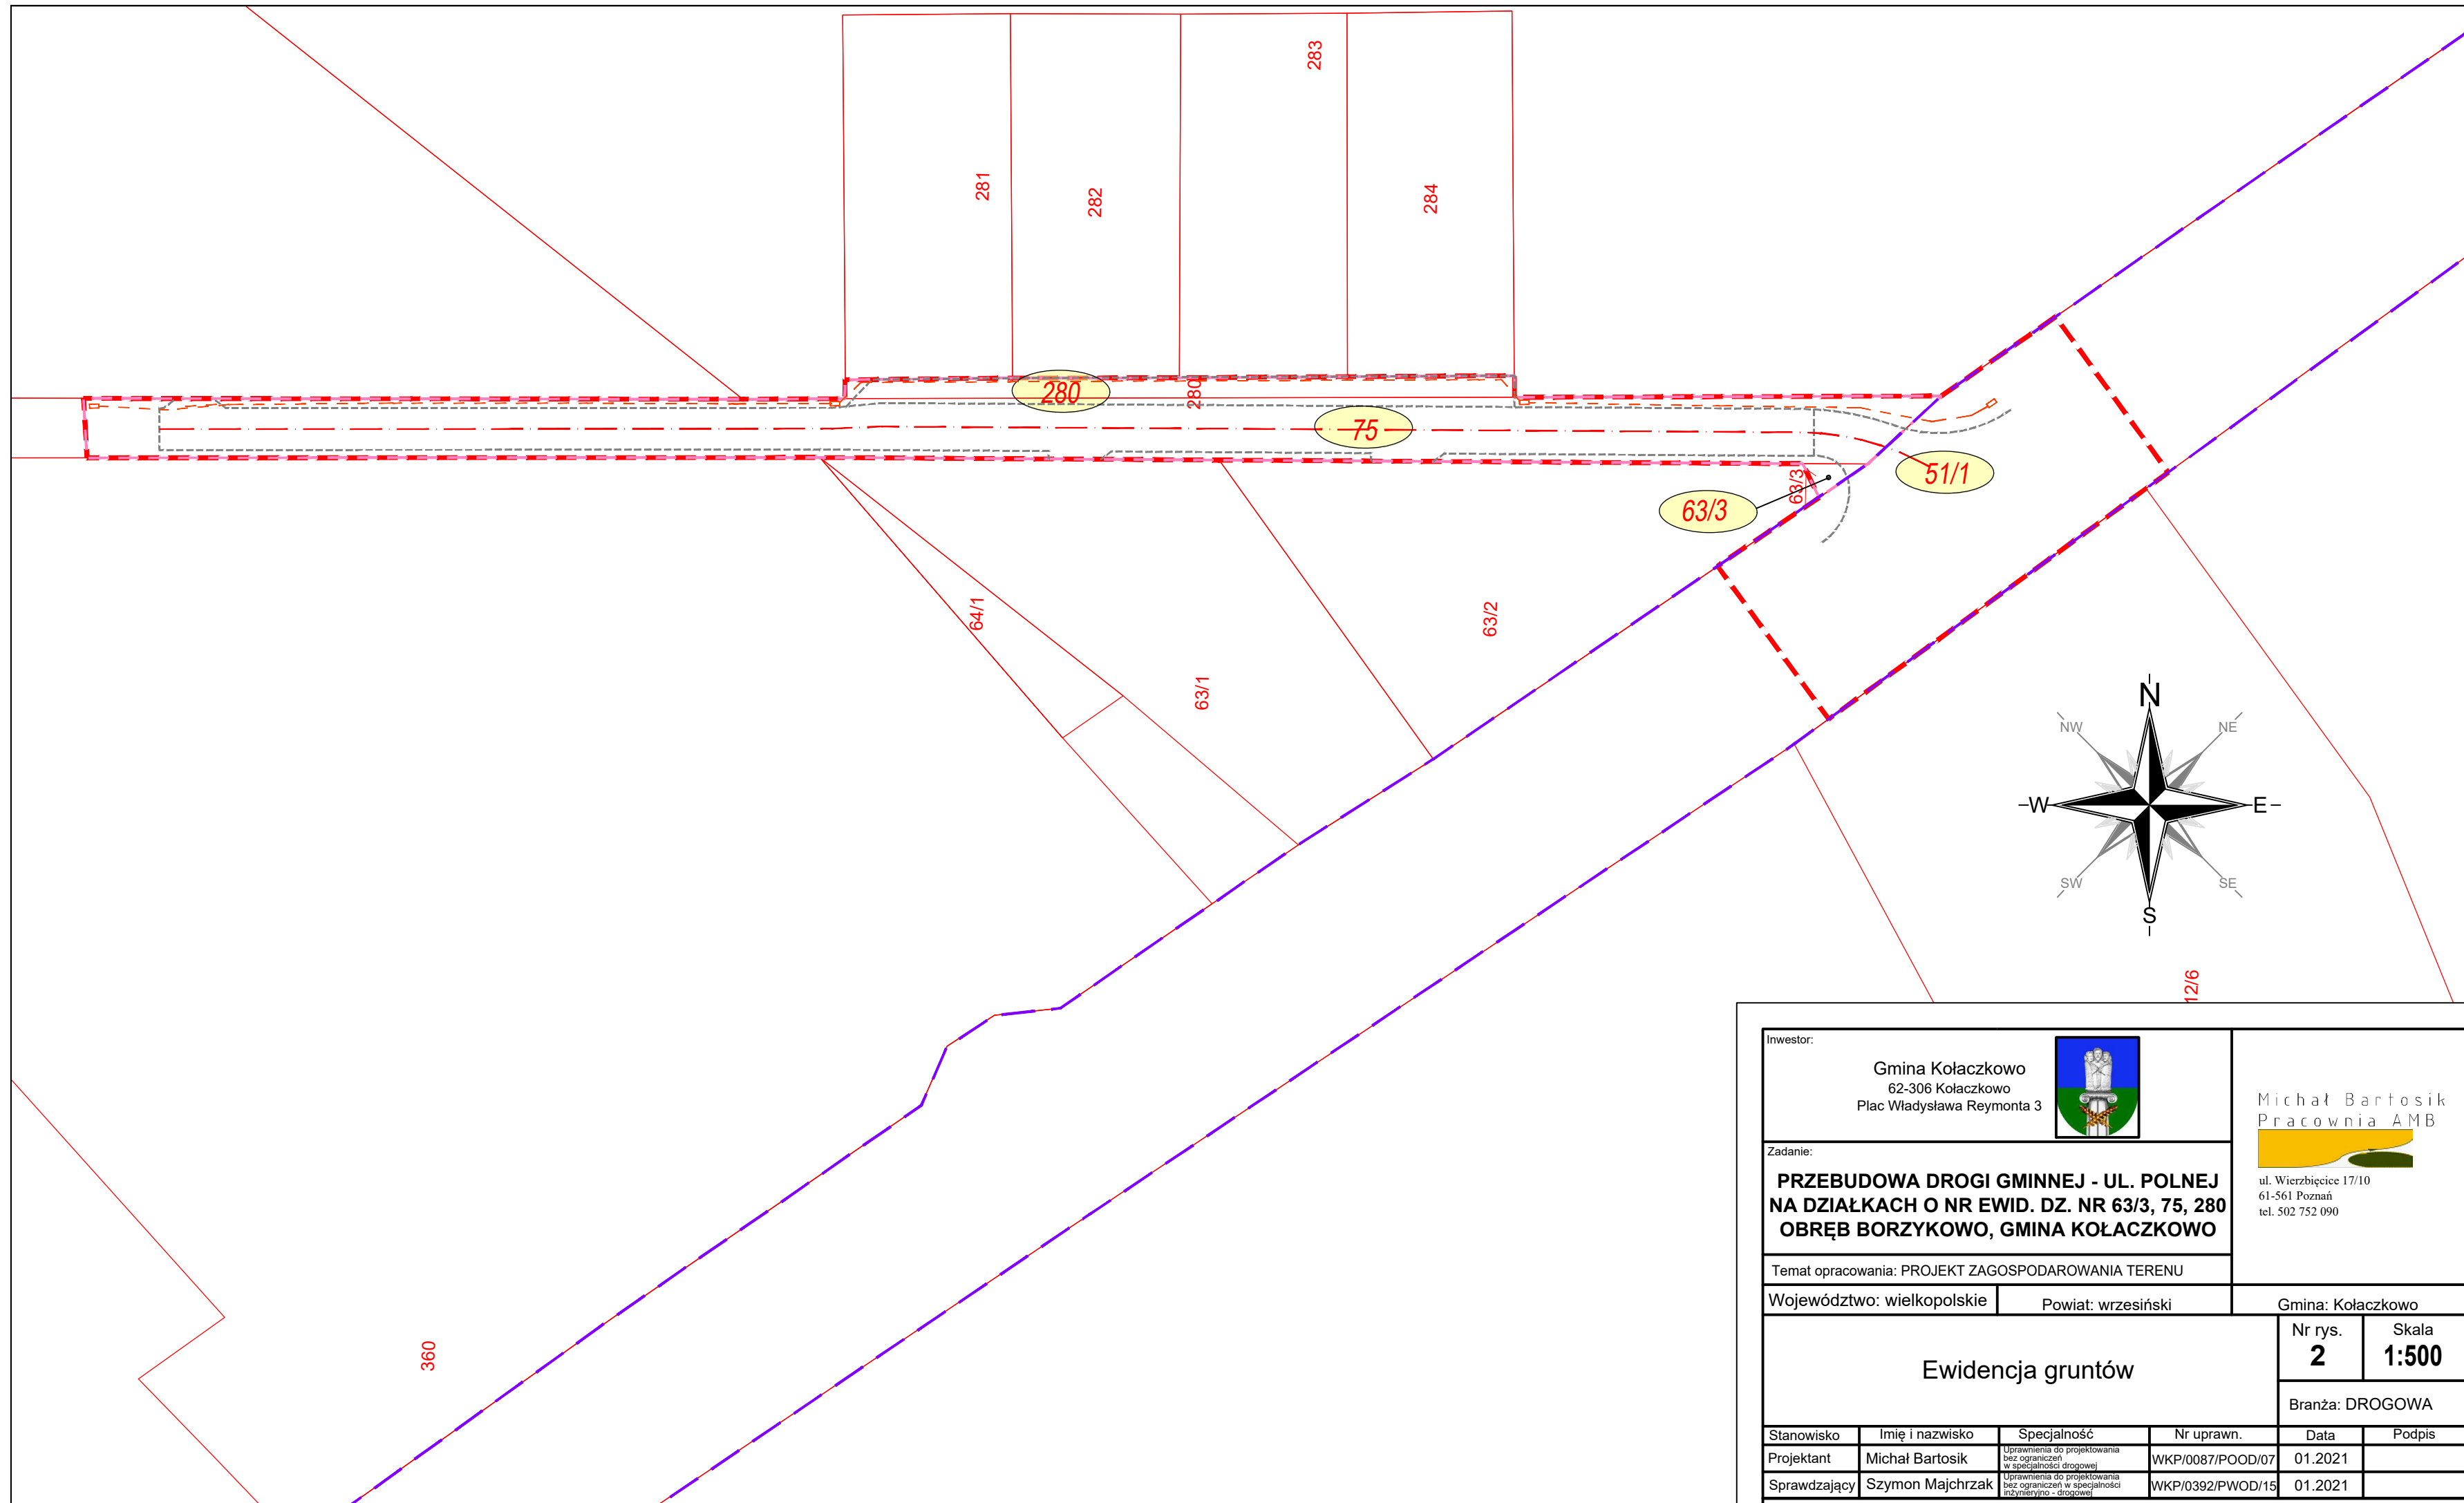 283
281
282
284
280
280
75
63/3
63/3
51/1
64/1
63/2
63/1
N
NW
NE
W
E
SW
SE
S
12/6
360
Inwestor:
Gmina Kołaczkowo
62-306 Kołaczkowo
Plac Władysława Reymonta 3
Michał Bartosik
Pracownia AMB
ul. Wierzbięcice 17/10
61-561 Poznań
tel. 502 752 090
Zadanie:
PRZEBUDOWA DROGI GMINNEJ - UL. POLNEJ
NA DZIAŁKACH O NR EWID. DZ. NR 63/3, 75, 280
OBRĘB BORZYKOWO, GMINA KOŁACZKOWO
Temat opracowania: PROJEKT ZAGOSPODAROWANIA TERENU
Województwo: wielkopolskie Powiat: wrzesiński Gmina: Kołaczkowo
Ewidencja gruntów
Nr rys. Skala
2 1:500
Branża: DROGOWA
Stanowisko Imię i nazwisko Specjalność Nr uprawn. Data Podpis
Projektant Michał Bartosik Uprawnienia do projektowania bez ograniczeń w specjalności drogowej WKP/0087/POOD/07 01.2021
Sprawdzający Szymon Majchrzak Uprawnienia do projektowania bez ograniczeń w specjalności inżynieryjno - drogowej WKP/0392/PWOD/15 01.2021